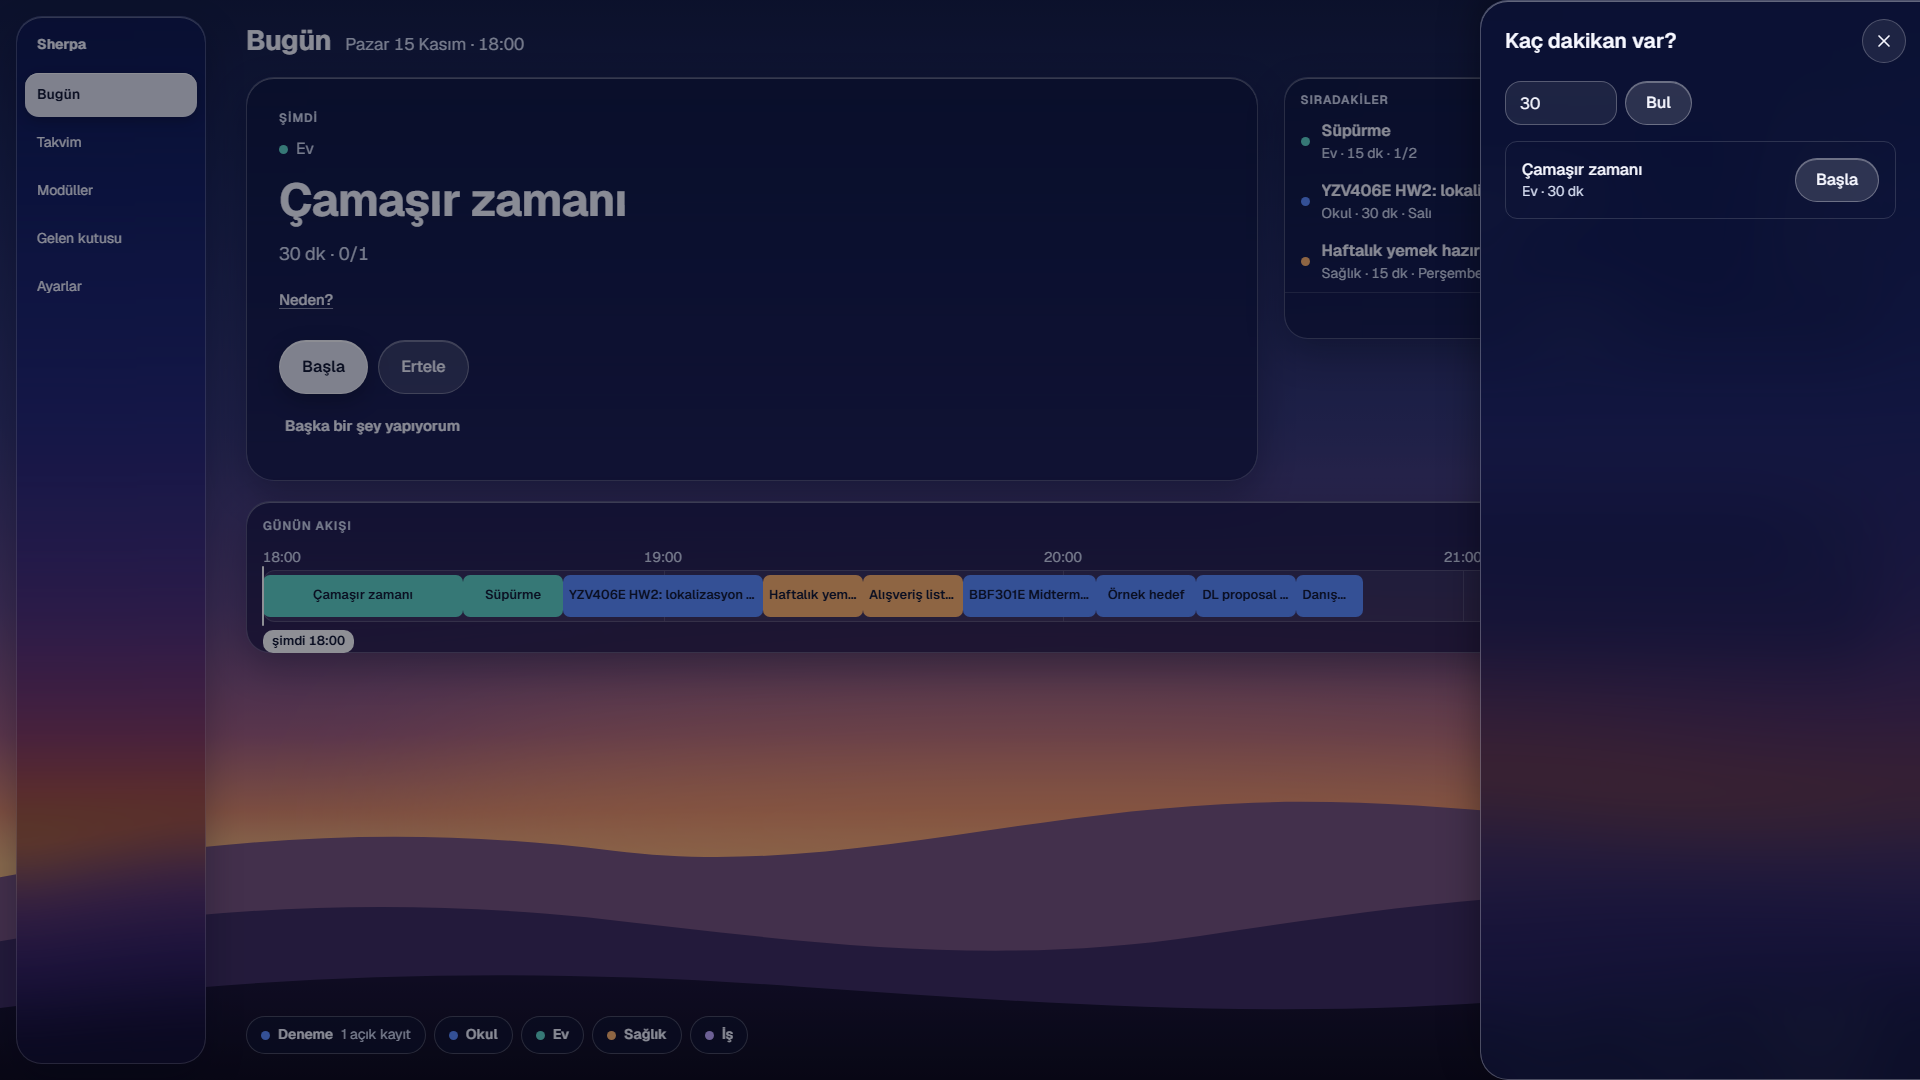 Sherpa
Bugün
Takvim
Modüller
Gelen kutusu
Ayarlar
Bugün Pazar 15 Kasım · 18:00
ŞİMDİ
Ev
Çamaşır zamanı
30 dk · 0/1
Neden?
Başla Ertele
Başka bir şey yapıyorum
SIRADAKİLER
Süpürme
Ev · 15 dk · 1/2
YZV406E HW2: lokali
Okul · 30 dk · Salı
Haftalık yemek hazır
Sağlık · 15 dk · Perşembe
GÜNÜN AKIŞI
18:00 19:00 20:00 21:00
Çamaşır zamanı Süpürme YZV406E HW2: lokalizasyon ... Haftalık yem... Alışveriş list... BBF301E Midterm... Örnek hedef DL proposal ... Danış...
şimdi 18:00
Deneme 1 açık kayıt Okul Ev Sağlık İş
Kaç dakikan var?
30 Bul
Çamaşır zamanı
Ev · 30 dk
Başla